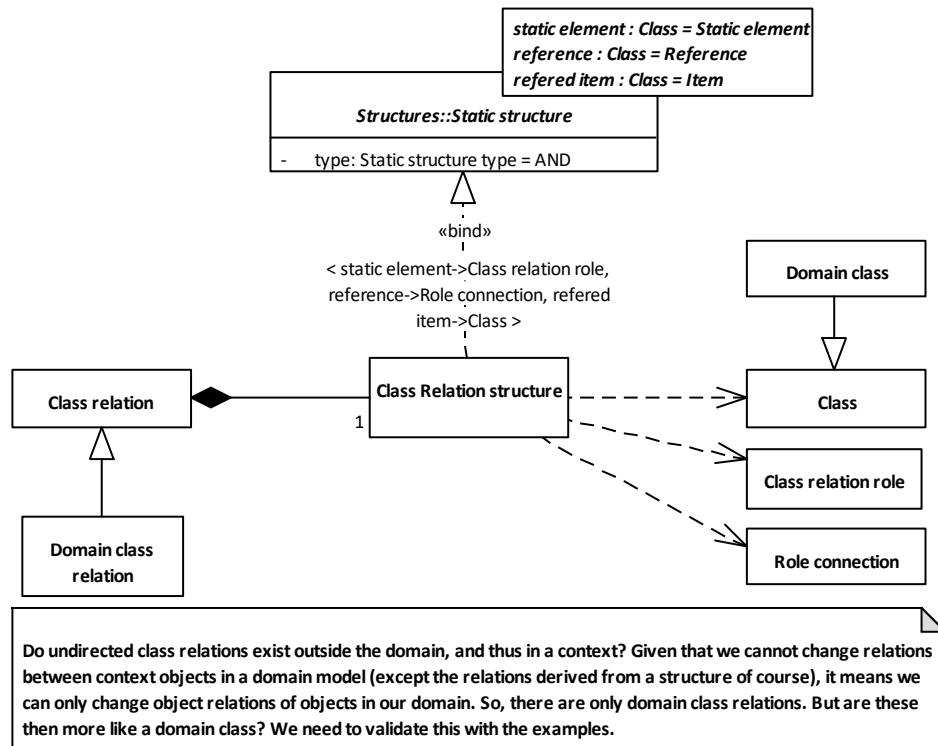 static element : Class = Static element
reference : Class = Reference
refered item : Class = Item
Structures::Static structure
- type: Static structure type = AND
«bind»
< static element->Class relation role,
reference->Role connection, refered
item->Class >
Domain class
Class relation
1
Class Relation structure
Class
Class relation role
Domain class
relation
Role connection
Do undirected class relations exist outside the domain, and thus in a context? Given that we cannot change relations
between context objects in a domain model (except the relations derived from a structure of course), it means we
can only change object relations of objects in our domain. So, there are only domain class relations. But are these
then more like a domain class? We need to validate this with the examples.